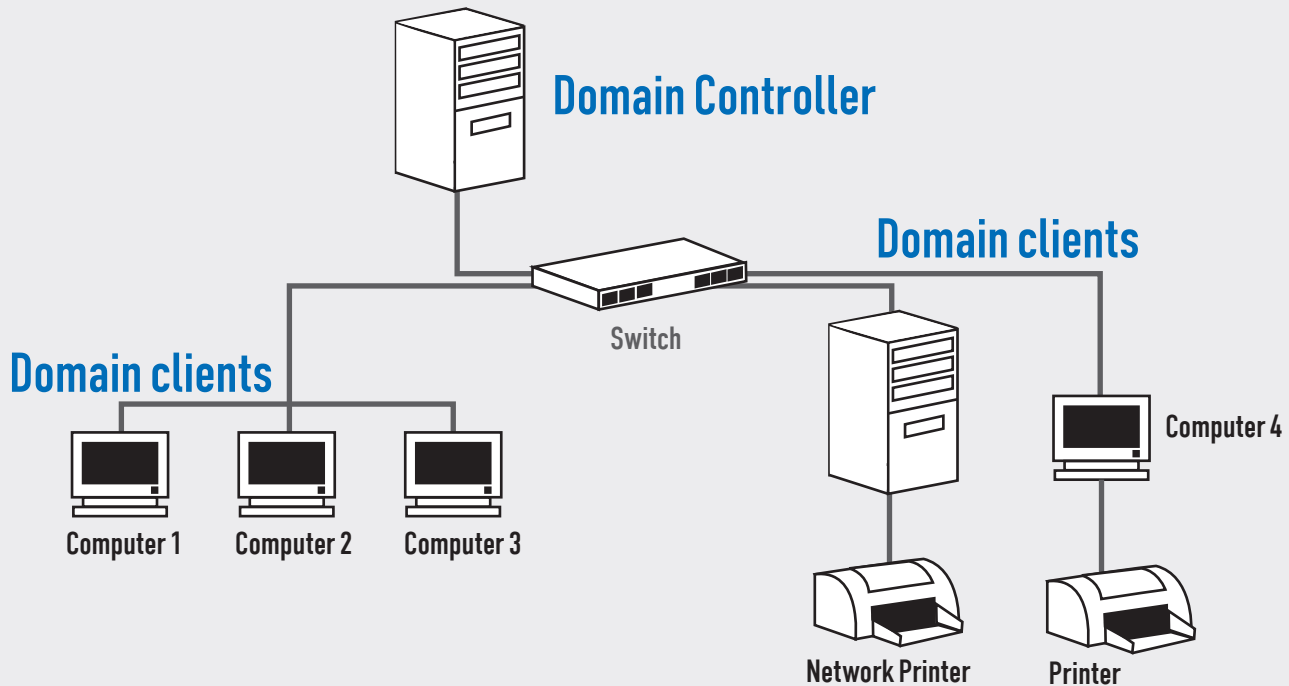 Domain Controller
Domain clients
Switch
Domain clients
Computer 4
Computer 1
Computer 2
Computer 3
Network Printer
Printer